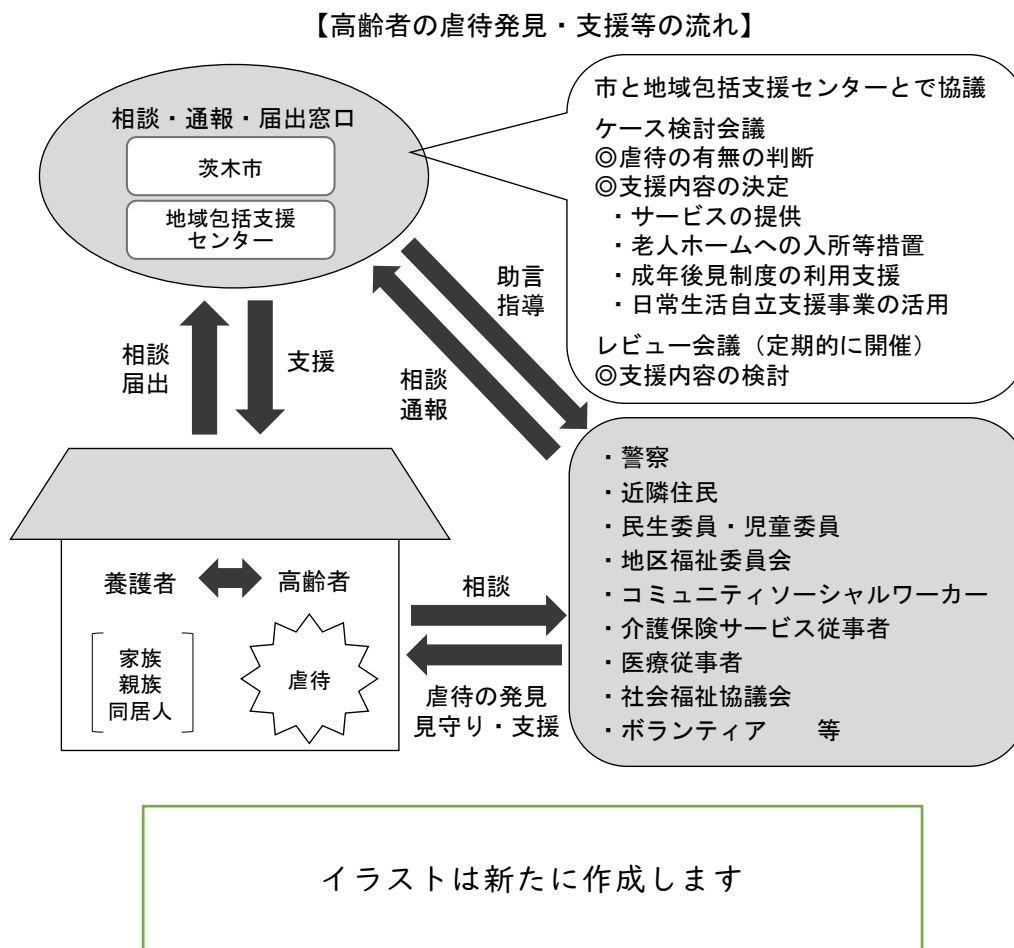 【高齢者の虐待発見・支援等の流れ】
相談・通報・届出窓口
茨木市
地域包括支援
センター
市と地域包括支援センターとで協議
ケース検討会議
◎虐待の有無の判断
◎支援内容の決定
・サービスの提供
・老人ホームへの入所等措置
・成年後見制度の利用支援
・日常生活自立支援事業の活用
レビュー会議（定期的に開催）
◎支援内容の検討
助言
指導
相談
通報
相談
届出
支援
・警察
・近隣住民
・民生委員・児童委員
・地区福祉委員会
・コミュニティソーシャルワーカー
・介護保険サービス従事者
・医療従事者
・社会福祉協議会
・ボランティア　　等
養護者
高齢者
家族
親族
同居人
虐待
相談
虐待の発見
見守り・支援
イラストは新たに作成します